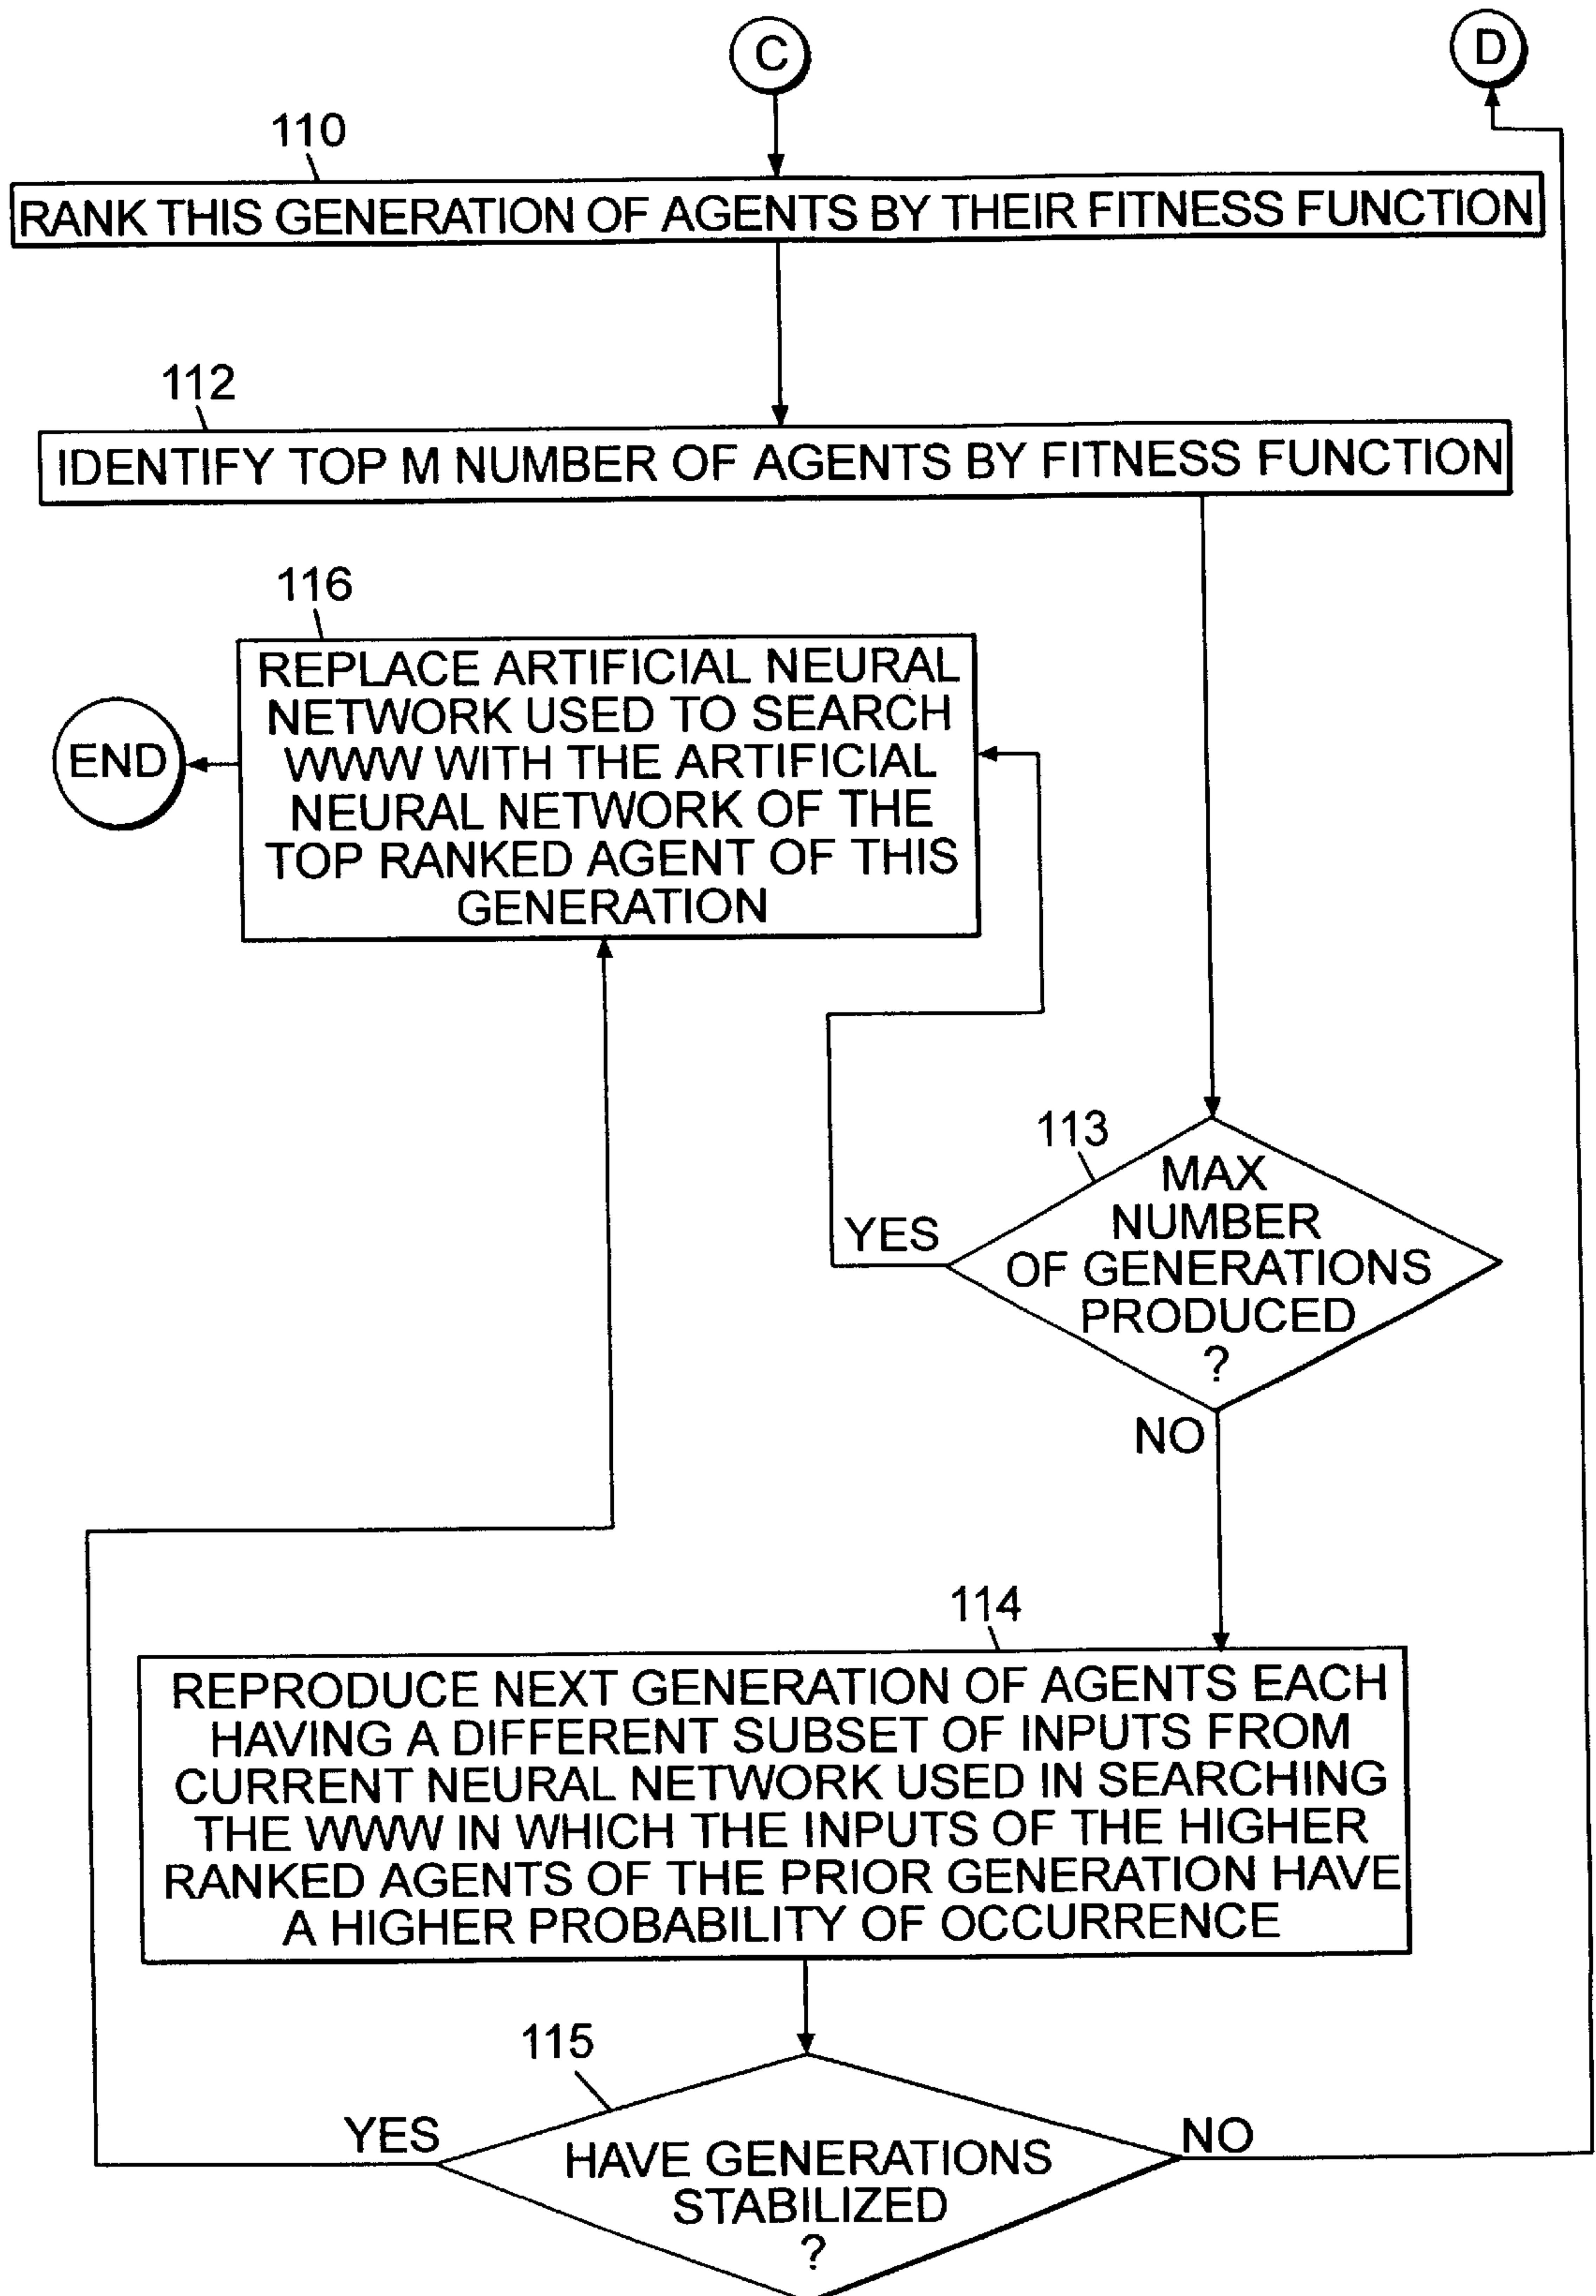 C
D
110
RANK THIS GENERATION OF AGENTS BY THEIR FITNESS FUNCTION
112
IDENTIFY TOP M NUMBER OF AGENTS BY FITNESS FUNCTION
116
REPLACE ARTIFICIAL NEURAL
NETWORK USED TO SEARCH
WWW WITH THE ARTIFICIAL
NEURAL NETWORK OF THE
TOP RANKED AGENT OF THIS
GENERATION
END
113
MAX
NUMBER
OF GENERATIONS
PRODUCED
?
YES
NO
114
REPRODUCE NEXT GENERATION OF AGENTS EACH
HAVING A DIFFERENT SUBSET OF INPUTS FROM
CURRENT NEURAL NETWORK USED IN SEARCHING
THE WWW IN WHICH THE INPUTS OF THE HIGHER
RANKED AGENTS OF THE PRIOR GENERATION HAVE
A HIGHER PROBABILITY OF OCCURRENCE
115
YES
NO
HAVE GENERATIONS
STABILIZED
?